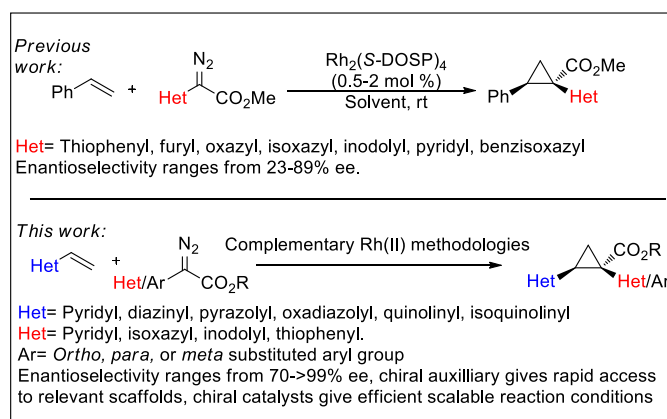 Previous
work:
Ph
+
N2
Het
CO2Me
Rh2(S-DOSP)4
(0.5-2 mol %)
Solvent, rt
CO2Me
Ph
Het
Het= Thiophenyl, furyl, oxazyl, isoxazyl, inodolyl, pyridyl, benzisoxazyl
Enantioselectivity ranges from 23-89% ee.
This work:
Het
+
N2
Het/Ar
CO2R
Complementary Rh(II) methodologies
CO2R
Het
Het/Ar
Het= Pyridyl, diazinyl, pyrazolyl, oxadiazolyl, quinolinyl, isoquinolinyl
Het= Pyridyl, isoxazyl, inodolyl, thiophenyl.
Ar= Ortho, para, or meta substituted aryl group
Enantioselectivity ranges from 70->99% ee, chiral auxilliary gives rapid access
to relevant scaffolds, chiral catalysts give efficient scalable reaction conditions